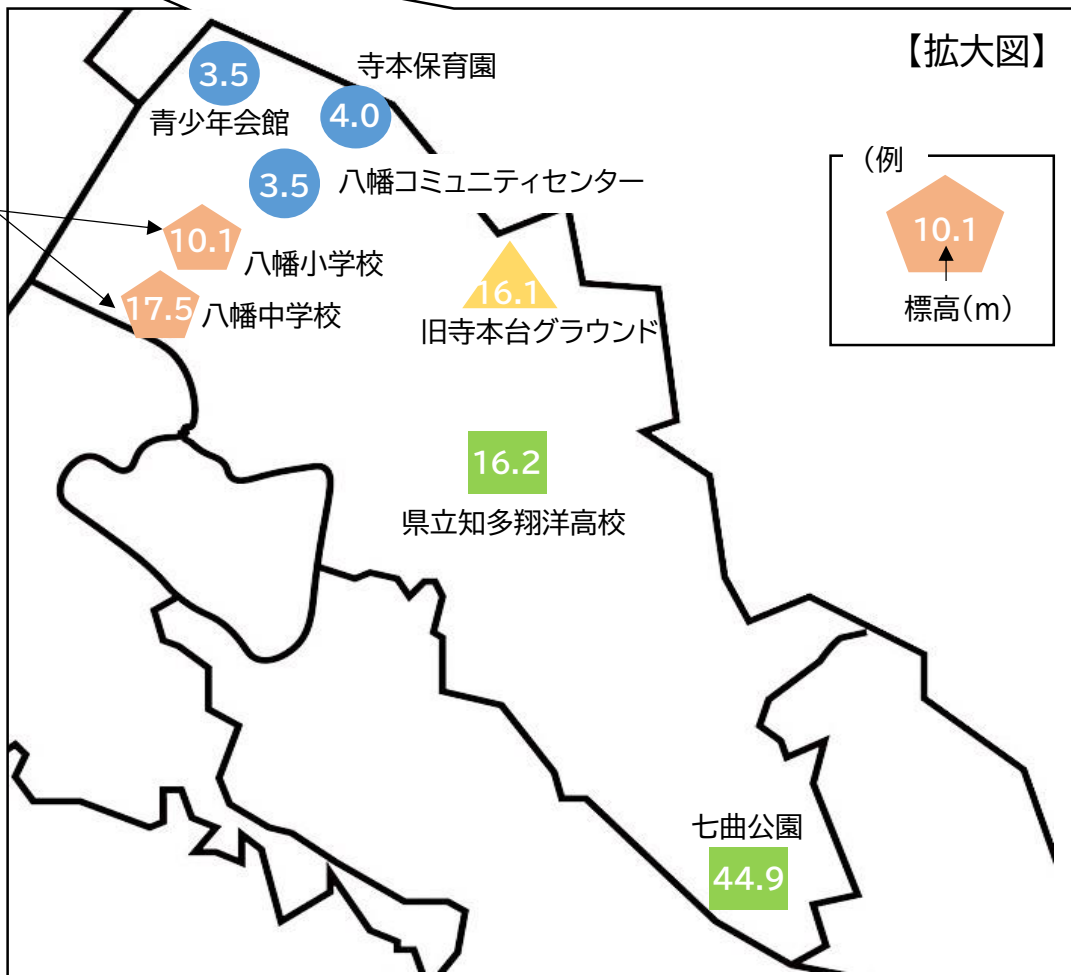 【拡大図】
3.5
寺本保育園
青少年会館
4.0
(例
3.5
八幡コミュニティセンター
10.1
10.1
八幡小学校
標高(m)
16.1
17.5
八幡中学校
旧寺本台グラウンド
16.2
県立知多翔洋高校
七曲公園
44.9